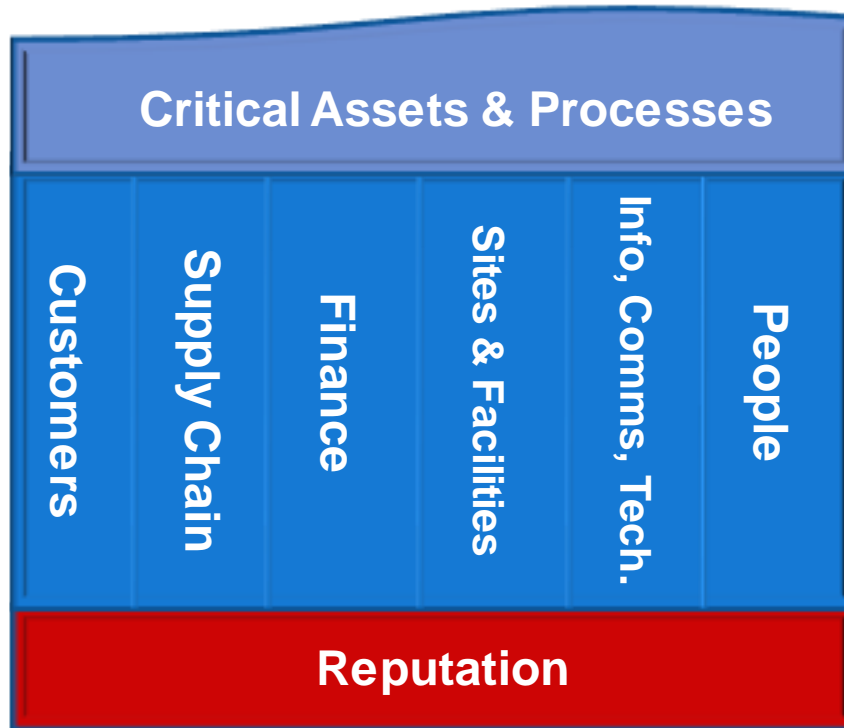 Critical Assets & Processes
Customers
Supply Chain
Finance
Sites & Facilities
Info, Comms, Tech.
People
Reputation